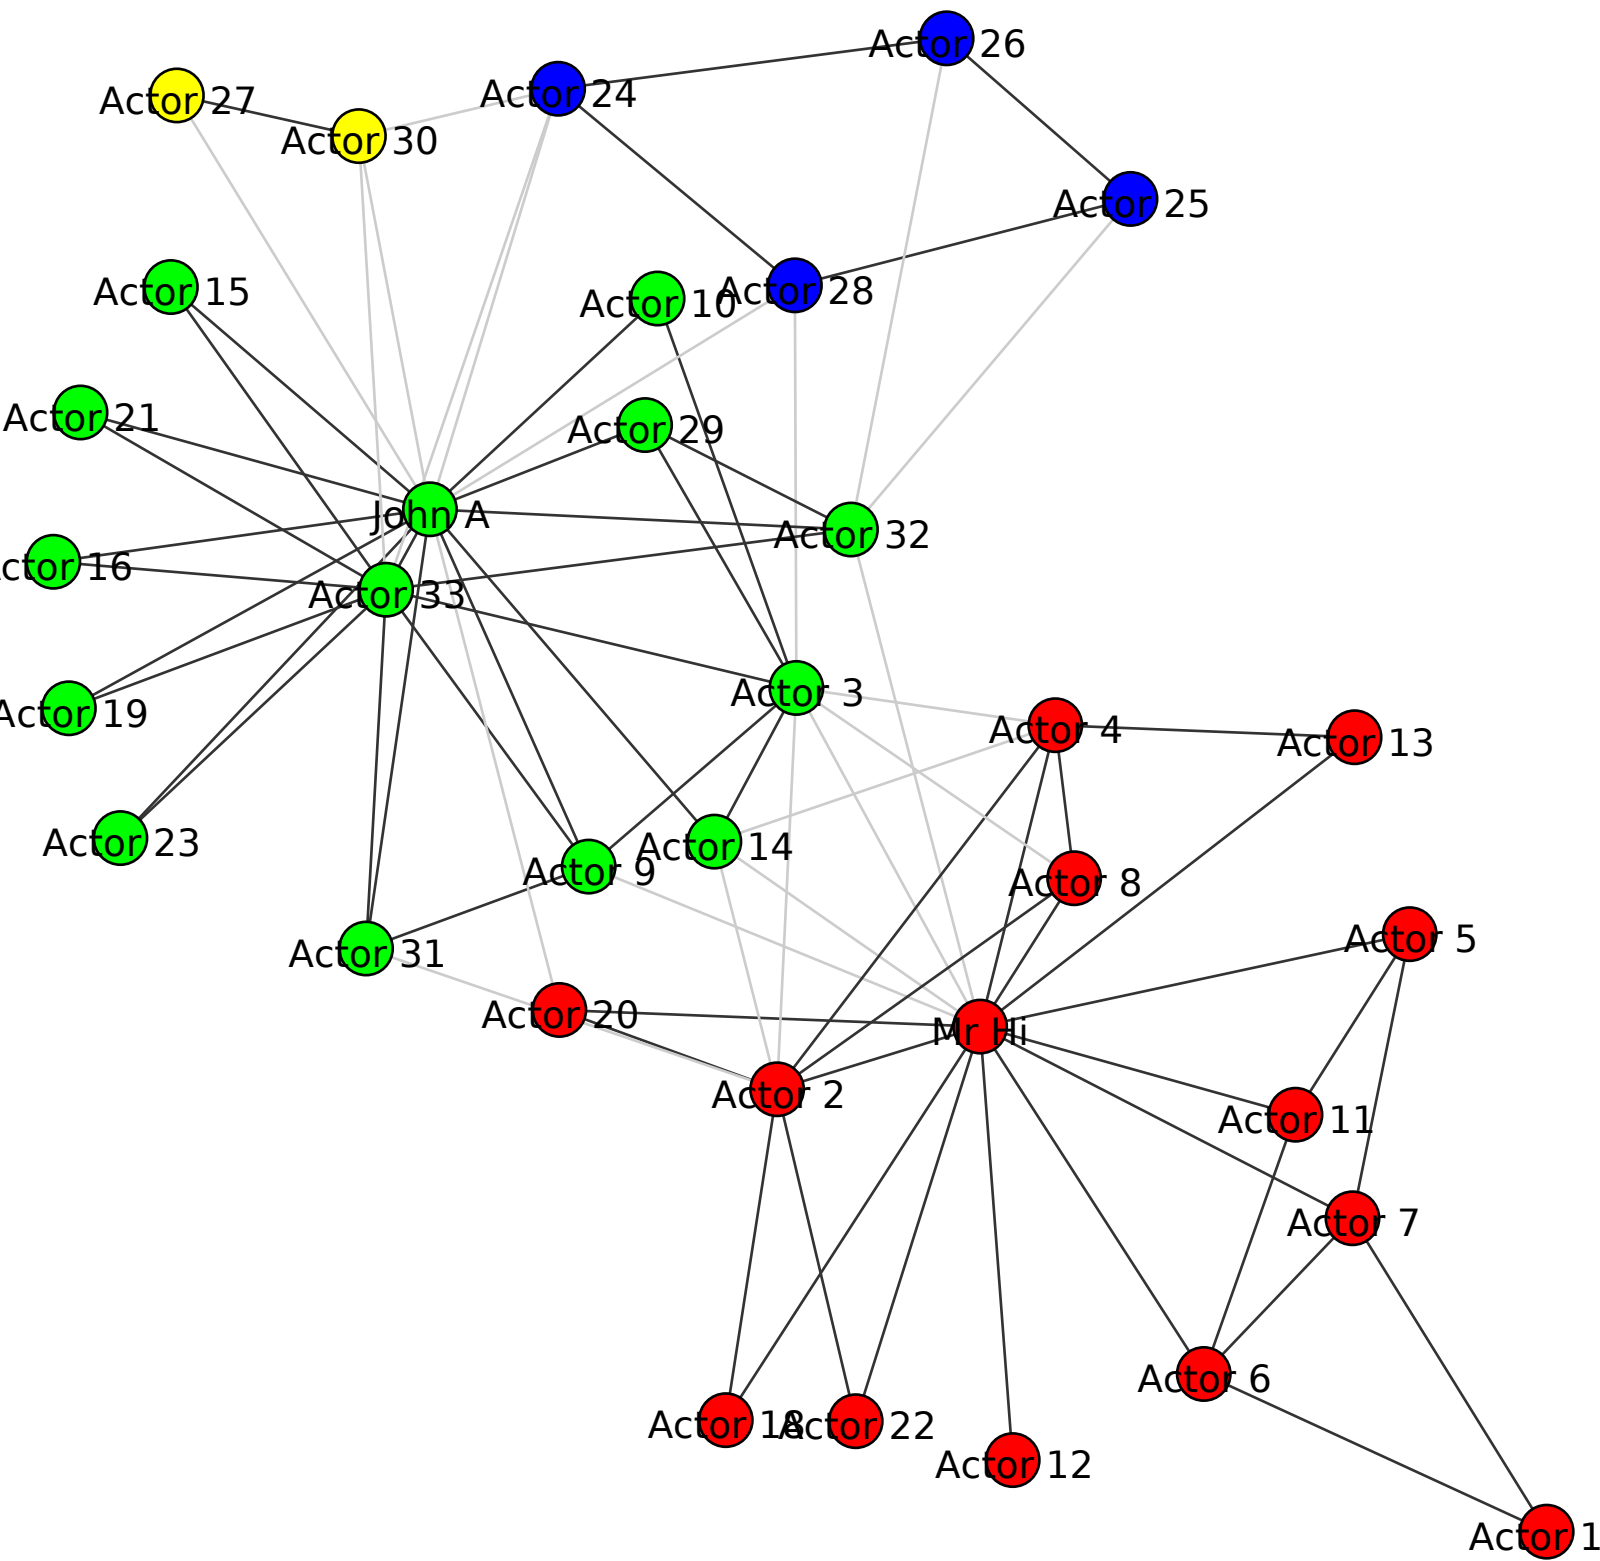 Actor 26
Actor 24
Actor 27
Actor 30
Actor 25
Actor 15
Actor 28
Actor 10
Actor 21
Actor 29
John A
Actor 32
ctor 16
Actor 33
Actor 3
Actor 19
Actor 4
Actor 13
Actor 23
Actor 14
Actor 9
Actor 8
Actor 5
Actor 31
Actor 20
Mr Hi
Actor 2
Actor 11
Actor 7
Actor 6
Actor 18
Actor 22
Actor 12
Actor 1